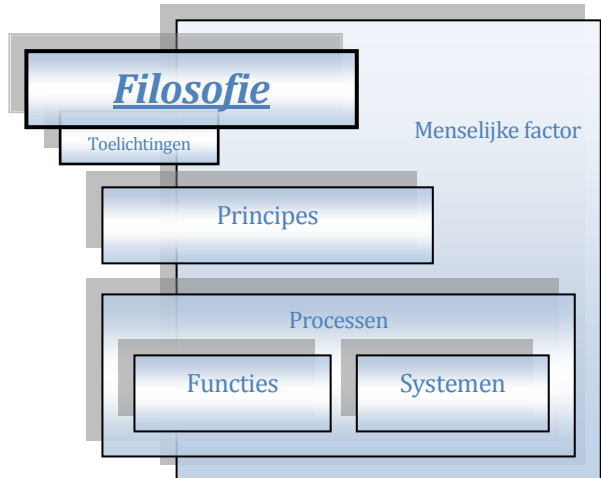 Filosofie
Toelichtingen
Menselijke factor
Principes
Processen
Functies
Systemen